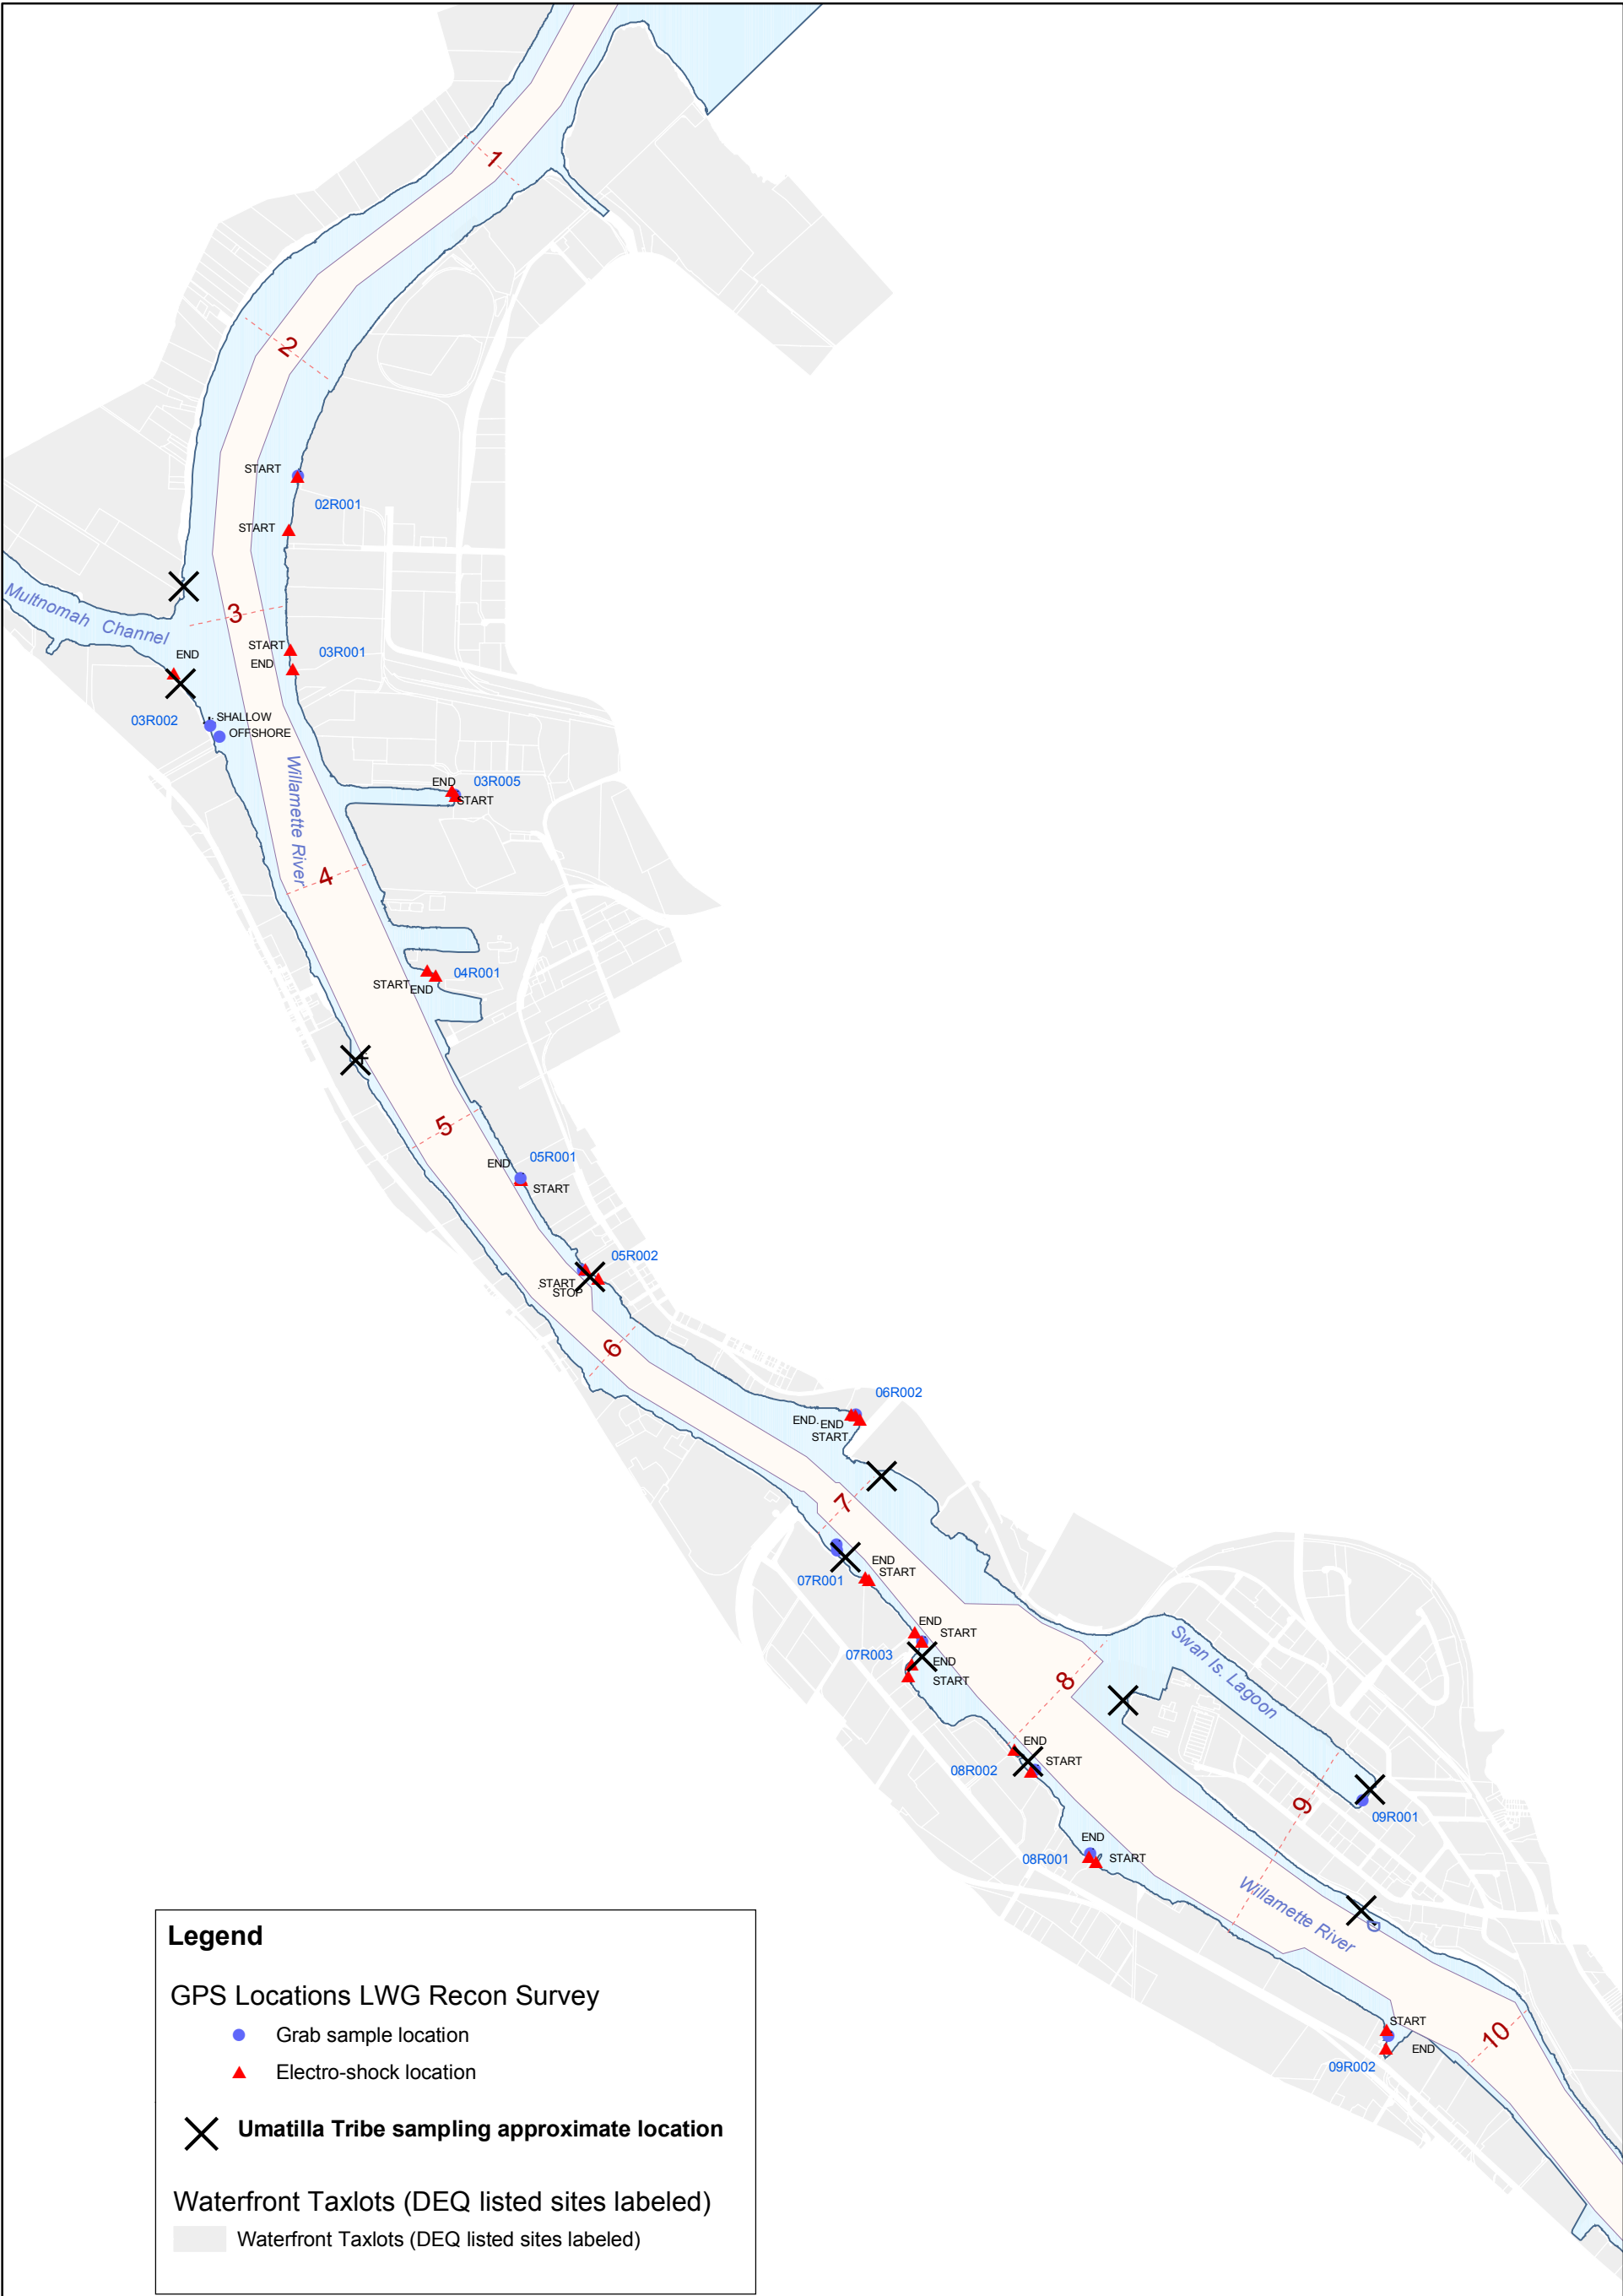 1
2
START
02R001
START
Multnomah Channel
3
START
03R001
END
END
03R002
SHALLOW
OFFSHORE
Willamette River
END
03R005
START
4
04R001
START
END
5
05R001
END
START
05R002
START
STOP
6
06R002
END
END
START
7
END
START
07R001
END
START
07R003
END
START
Swan Is. Lagoon
8
END
START
08R002
9
09R001
END
08R001
START
Willamette River
START
10
END
09R002
Legend
GPS Locations LWG Recon Survey
Grab sample location
Electro-shock location
Umatilla Tribe sampling approximate location
Waterfront Taxlots (DEQ listed sites labeled)
Waterfront Taxlots (DEQ listed sites labeled)